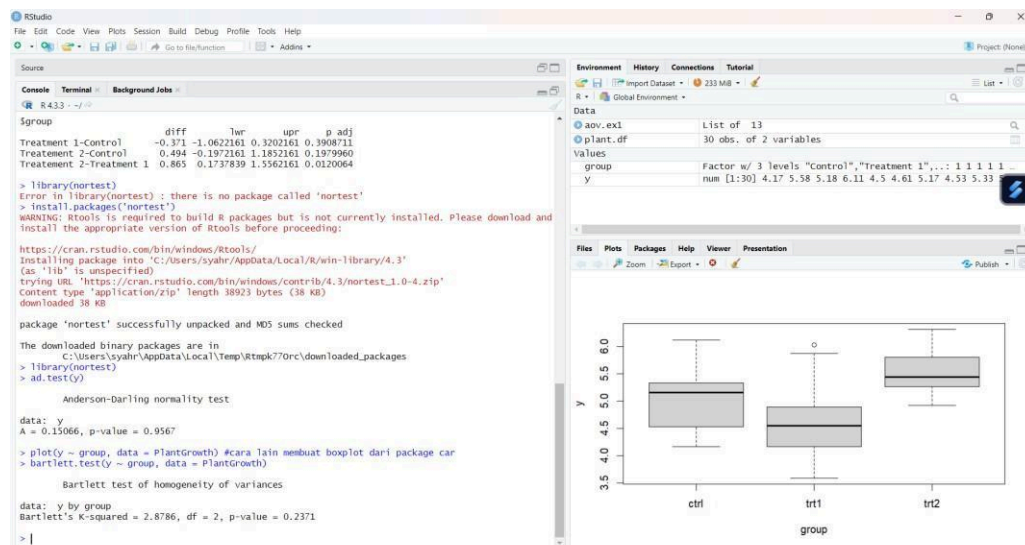 RStudio
File Edit Code View Plots Session Build Debug Profile Tools Help
Go to file/function Addins Project: (None)
Source
Console Terminal Background Jobs
R 4.3.3 · ~/
$group
diff lwr upr p adj
Treatment 1-Control -0.371 -1.0622161 0.3202161 0.3908711
Treatement 2-Control 0.494 -0.1972161 1.1852161 0.1979960
Treatement 2-Treatment 1 0.865 0.1737839 1.5562161 0.0120064
> library(nortest)
Error in library(nortest) : there is no package called ‘nortest’
> install.packages('nortest')
WARNING: Rtools is required to build R packages but is not currently installed. Please download and
install the appropriate version of Rtools before proceeding:
https://cran.rstudio.com/bin/windows/Rtools/
Installing package into ‘C:/Users/syahr/AppData/Local/R/win-library/4.3’
(as ‘lib’ is unspecified)
trying URL 'https://cran.rstudio.com/bin/windows/contrib/4.3/nortest_1.0-4.zip'
Content type 'application/zip' length 38923 bytes (38 KB)
downloaded 38 KB
package ‘nortest’ successfully unpacked and MD5 sums checked
The downloaded binary packages are in
C:\Users\syahr\AppData\Local\Temp\Rtmpk77Orc\downloaded_packages
> library(nortest)
> ad.test(y)
Anderson-Darling normality test
data: y
A = 0.15066, p-value = 0.9567
> plot(y ~ group, data = PlantGrowth) #cara lain membuat boxplot dari package car
> bartlett.test(y ~ group, data = PlantGrowth)
Bartlett test of homogeneity of variances
data: y by group
Bartlett's K-squared = 2.8786, df = 2, p-value = 0.2371
>
Environment History Connections Tutorial
Import Dataset 233 MiB List
R Global Environment
Data
aov.ex1 List of 13
plant.df 30 obs. of 2 variables
Values
group Factor w/ 3 levels "Control","Treatment 1",..: 1 1 1 1 1 …
y num [1:30] 4.17 5.58 5.18 6.11 4.5 4.61 5.17 4.53 5.33
Files Plots Packages Help Viewer Presentation
Zoom Export Publish
y
6.0
5.5
5.0
4.5
4.0
3.5
ctrl trt1 trt2
group